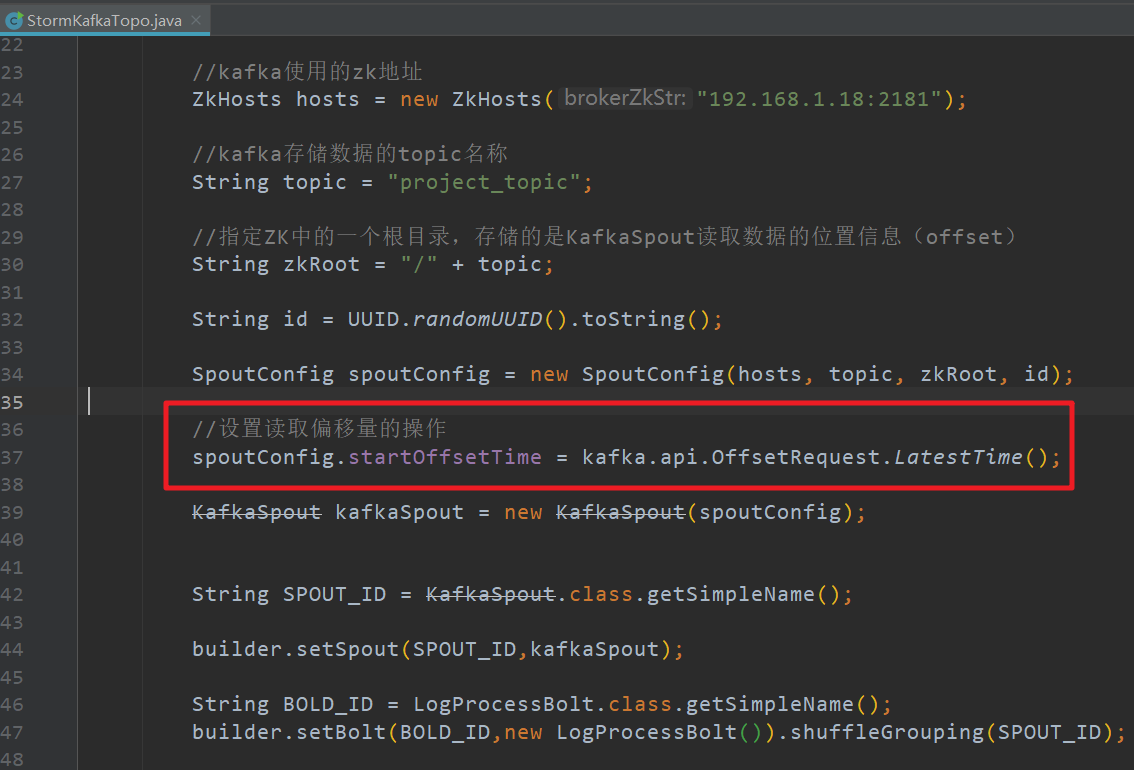 StormKafkaTopo.java
22
23 //kafka使用的zk地址
24 ZkHosts hosts = new ZkHosts( brokerZkStr: "192.168.1.18:2181");
25
26 //kafka存储数据的topic名称
27 String topic = "project_topic";
28
29 //指定ZK中的一个根目录，存储的是KafkaSpout读取数据的位置信息（offset）
30 String zkRoot = "/" + topic;
31
32 String id = UUID.randomUUID().toString();
33
34 SpoutConfig spoutConfig = new SpoutConfig(hosts, topic, zkRoot, id);
35
36 //设置读取偏移量的操作
37 spoutConfig.startOffsetTime = kafka.api.OffsetRequest.LatestTime();
38
39 KafkaSpout kafkaSpout = new KafkaSpout(spoutConfig);
40
41
42 String SPOUT_ID = KafkaSpout.class.getSimpleName();
43
44 builder.setSpout(SPOUT_ID,kafkaSpout);
45
46 String BOLD_ID = LogProcessBolt.class.getSimpleName();
47 builder.setBolt(BOLD_ID,new LogProcessBolt()).shuffleGrouping(SPOUT_ID);
48